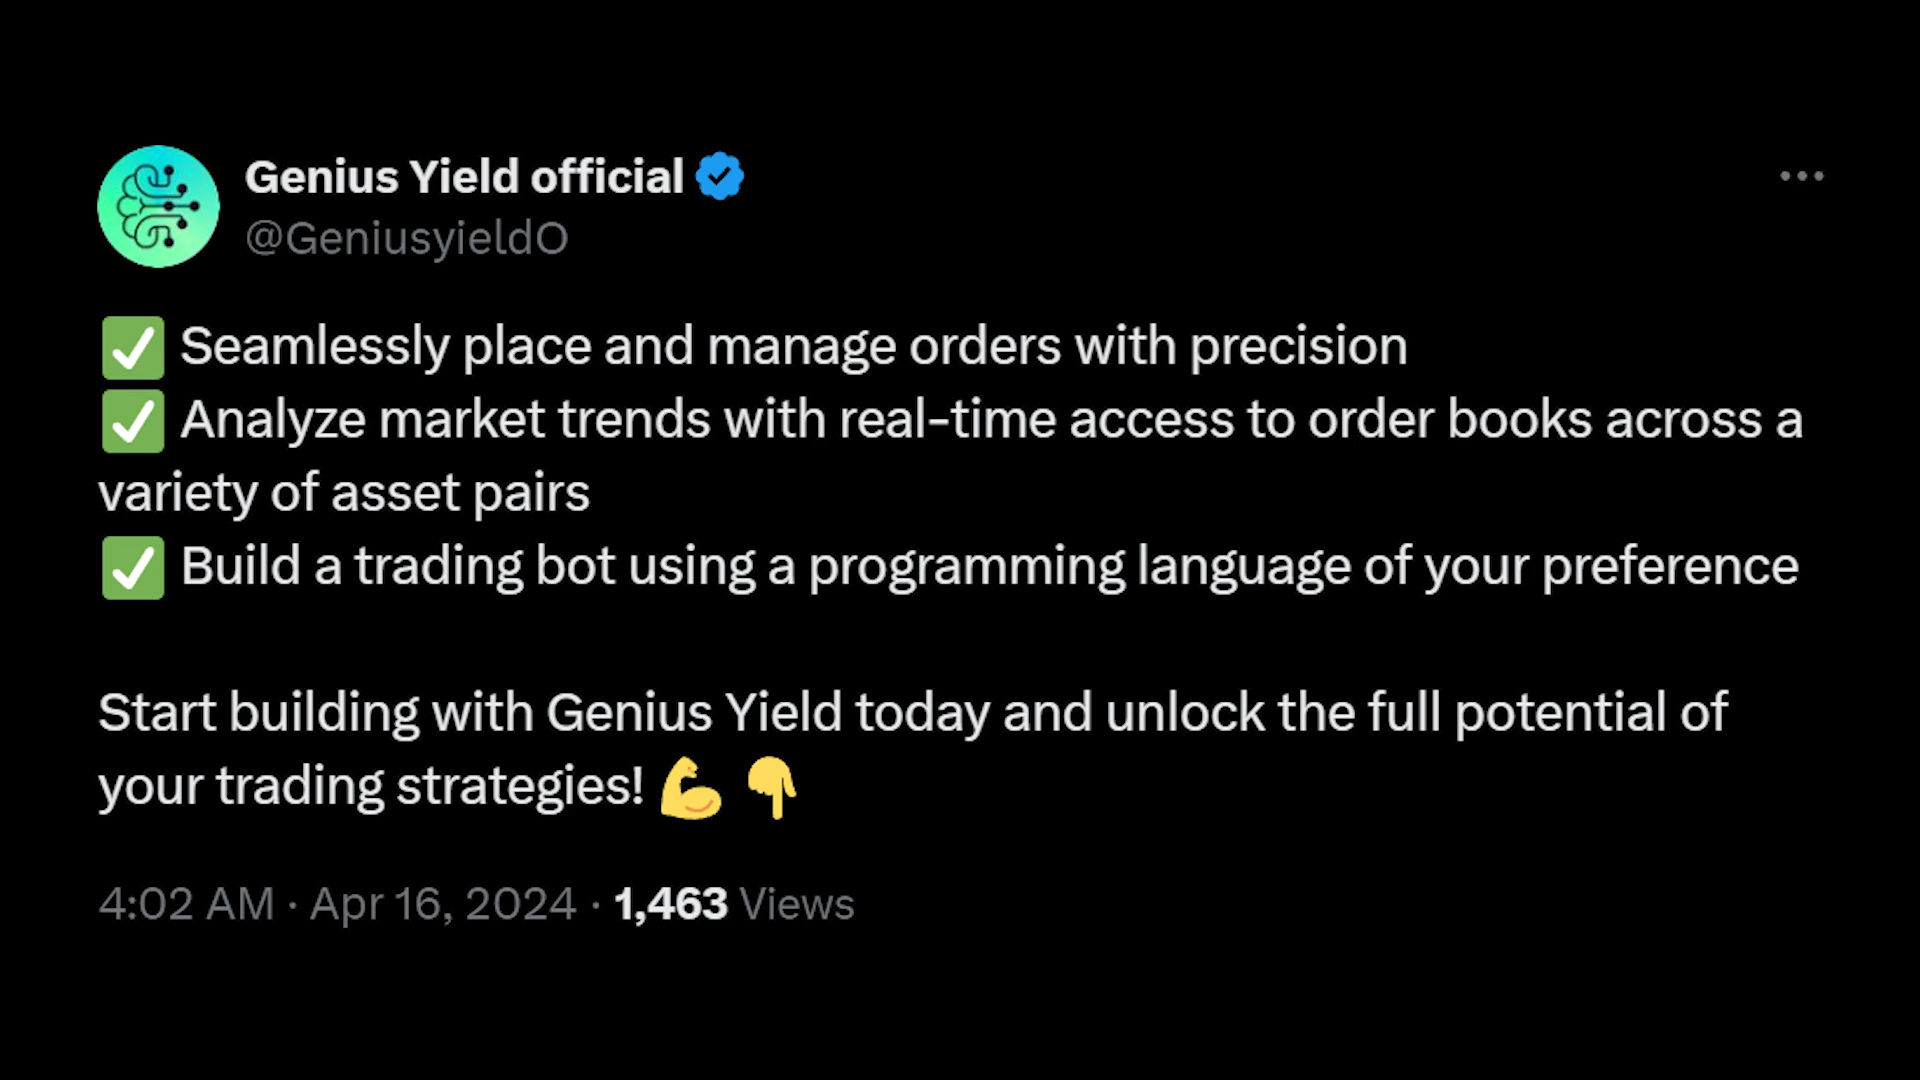 Genius Yield official
@GeniusyieldO
✅ Seamlessly place and manage orders with precision
✅ Analyze market trends with real-time access to order books across a
variety of asset pairs
✅ Build a trading bot using a programming language of your preference
Start building with Genius Yield today and unlock the full potential of
your trading strategies! 💪 👇
4:02 AM · Apr 16, 2024 · 1,463 Views